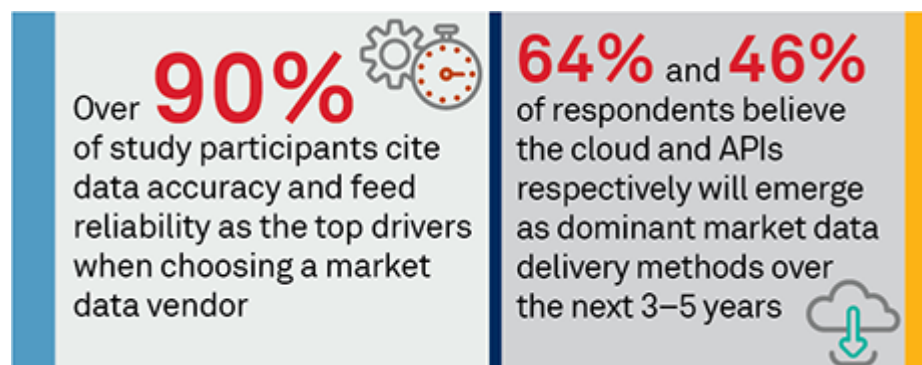 Over 90%
of study participants cite
data accuracy and feed
reliability as the top drivers
when choosing a market
data vendor
64% and 46%
of respondents believe
the cloud and APIs
respectively will emerge
as dominant market data
delivery methods over
the next 3–5 years